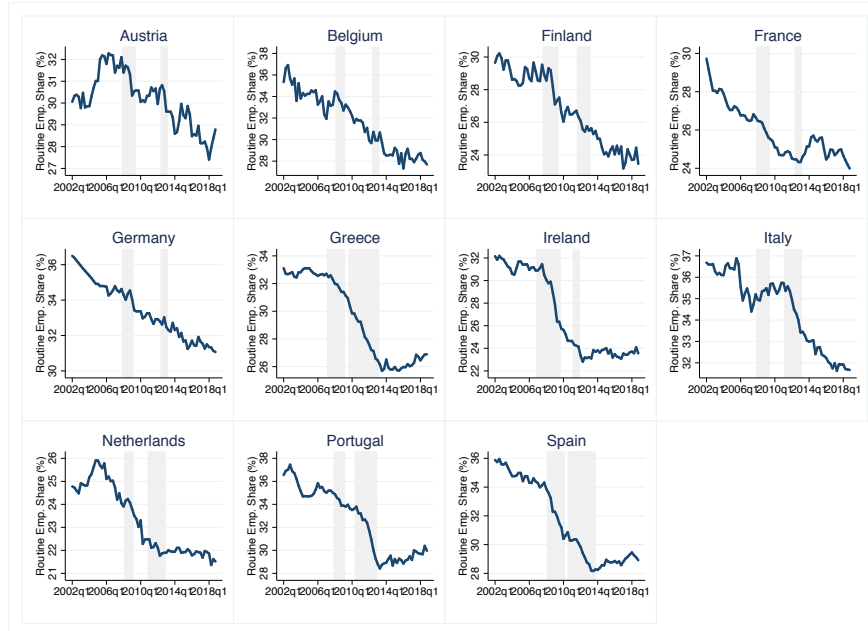 Austria
Routine Emp. Share (%)
27 28 29 30 31 32
2002q1 2006q1 2010q1 2014q1 2018q1
Belgium
Routine Emp. Share (%)
28 30 32 34 36 38
2002q1 2006q1 2010q1 2014q1 2018q1
Finland
Routine Emp. Share (%)
24 26 28 30
2002q1 2006q1 2010q1 2014q1 2018q1
France
Routine Emp. Share (%)
24 26 28 30
2002q1 2006q1 2010q1 2014q1 2018q1
Germany
Routine Emp. Share (%)
30 32 34 36
2002q1 2006q1 2010q1 2014q1 2018q1
Greece
Routine Emp. Share (%)
26 28 30 32 34
2002q1 2006q1 2010q1 2014q1 2018q1
Ireland
Routine Emp. Share (%)
22 24 26 28 30 32
2002q1 2006q1 2010q1 2014q1 2018q1
Italy
Routine Emp. Share (%)
32 33 34 35 36 37
2002q1 2006q1 2010q1 2014q1 2018q1
Netherlands
Routine Emp. Share (%)
21 22 23 24 25 26
2002q1 2006q1 2010q1 2014q1 2018q1
Portugal
Routine Emp. Share (%)
28 30 32 34 36 38
2002q1 2006q1 2010q1 2014q1 2018q1
Spain
Routine Emp. Share (%)
28 30 32 34 36
2002q1 2006q1 2010q1 2014q1 2018q1